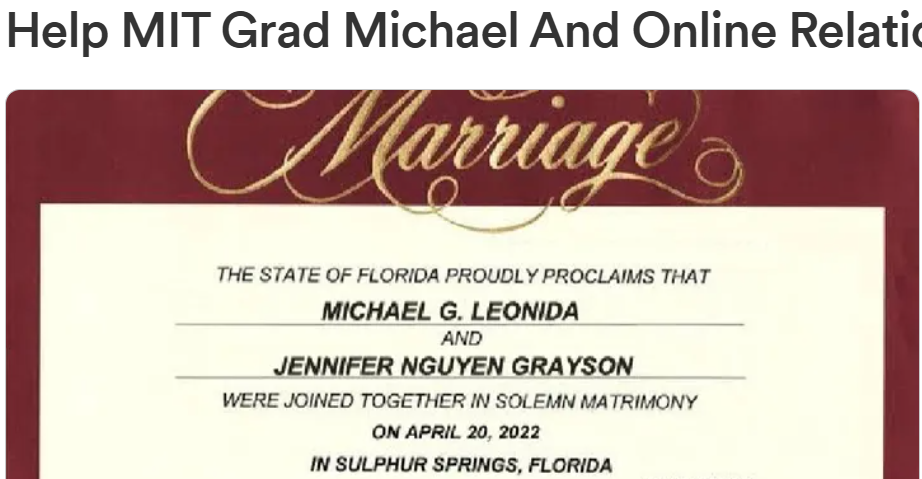 Help MIT Grad Michael And Online Relatio
Marriage
THE STATE OF FLORIDA PROUDLY PROCLAIMS THAT
MICHAEL G. LEONIDA
AND
JENNIFER NGUYEN GRAYSON
WERE JOINED TOGETHER IN SOLEMN MATRIMONY
ON APRIL 20, 2022
IN SULPHUR SPRINGS, FLORIDA